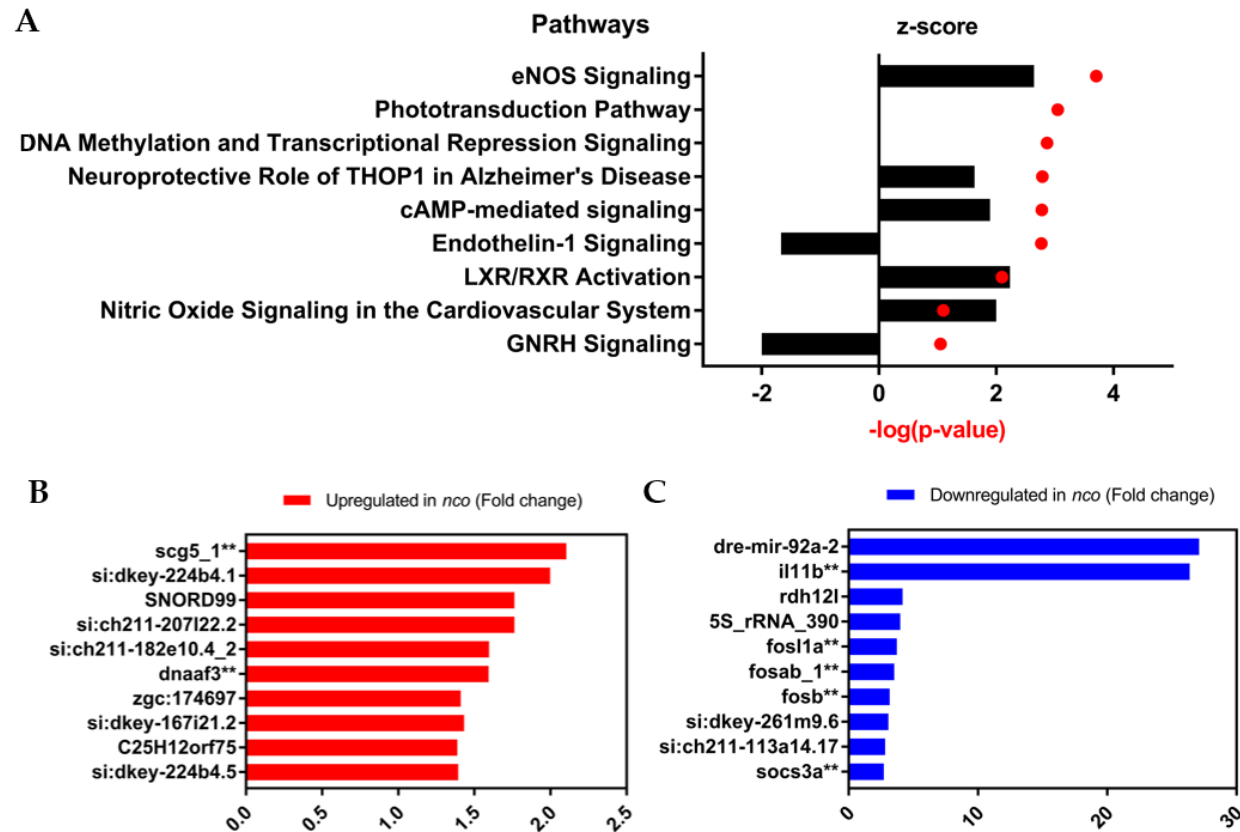 A
Pathways
z-score
eNOS Signaling
Phototransduction Pathway
DNA Methylation and Transcriptional Repression Signaling
Neuroprotective Role of THOP1 in Alzheimer's Disease
cAMP-mediated signaling
Endothelin-1 Signaling
LXR/RXR Activation
Nitric Oxide Signaling in the Cardiovascular System
GNRH Signaling
-2 0 2 4
-log(p-value)
B
Upregulated in nco (Fold change)
scg5_1**
si:dkey-224b4.1
SNORD99
si:ch211-207l22.2
si:ch211-182e10.4_2
dnaaf3**
zgc:174697
si:dkey-167i21.2
C25H12orf75
si:dkey-224b4.5
0.0 0.5 1.0 1.5 2.0 2.5
C
Downregulated in nco (Fold change)
dre-mir-92a-2
il11b**
rdh12l
5S_rRNA_390
fosl1a**
fosab_1**
fosb**
si:dkey-261m9.6
si:ch211-113a14.17
socs3a**
0 10 20 30